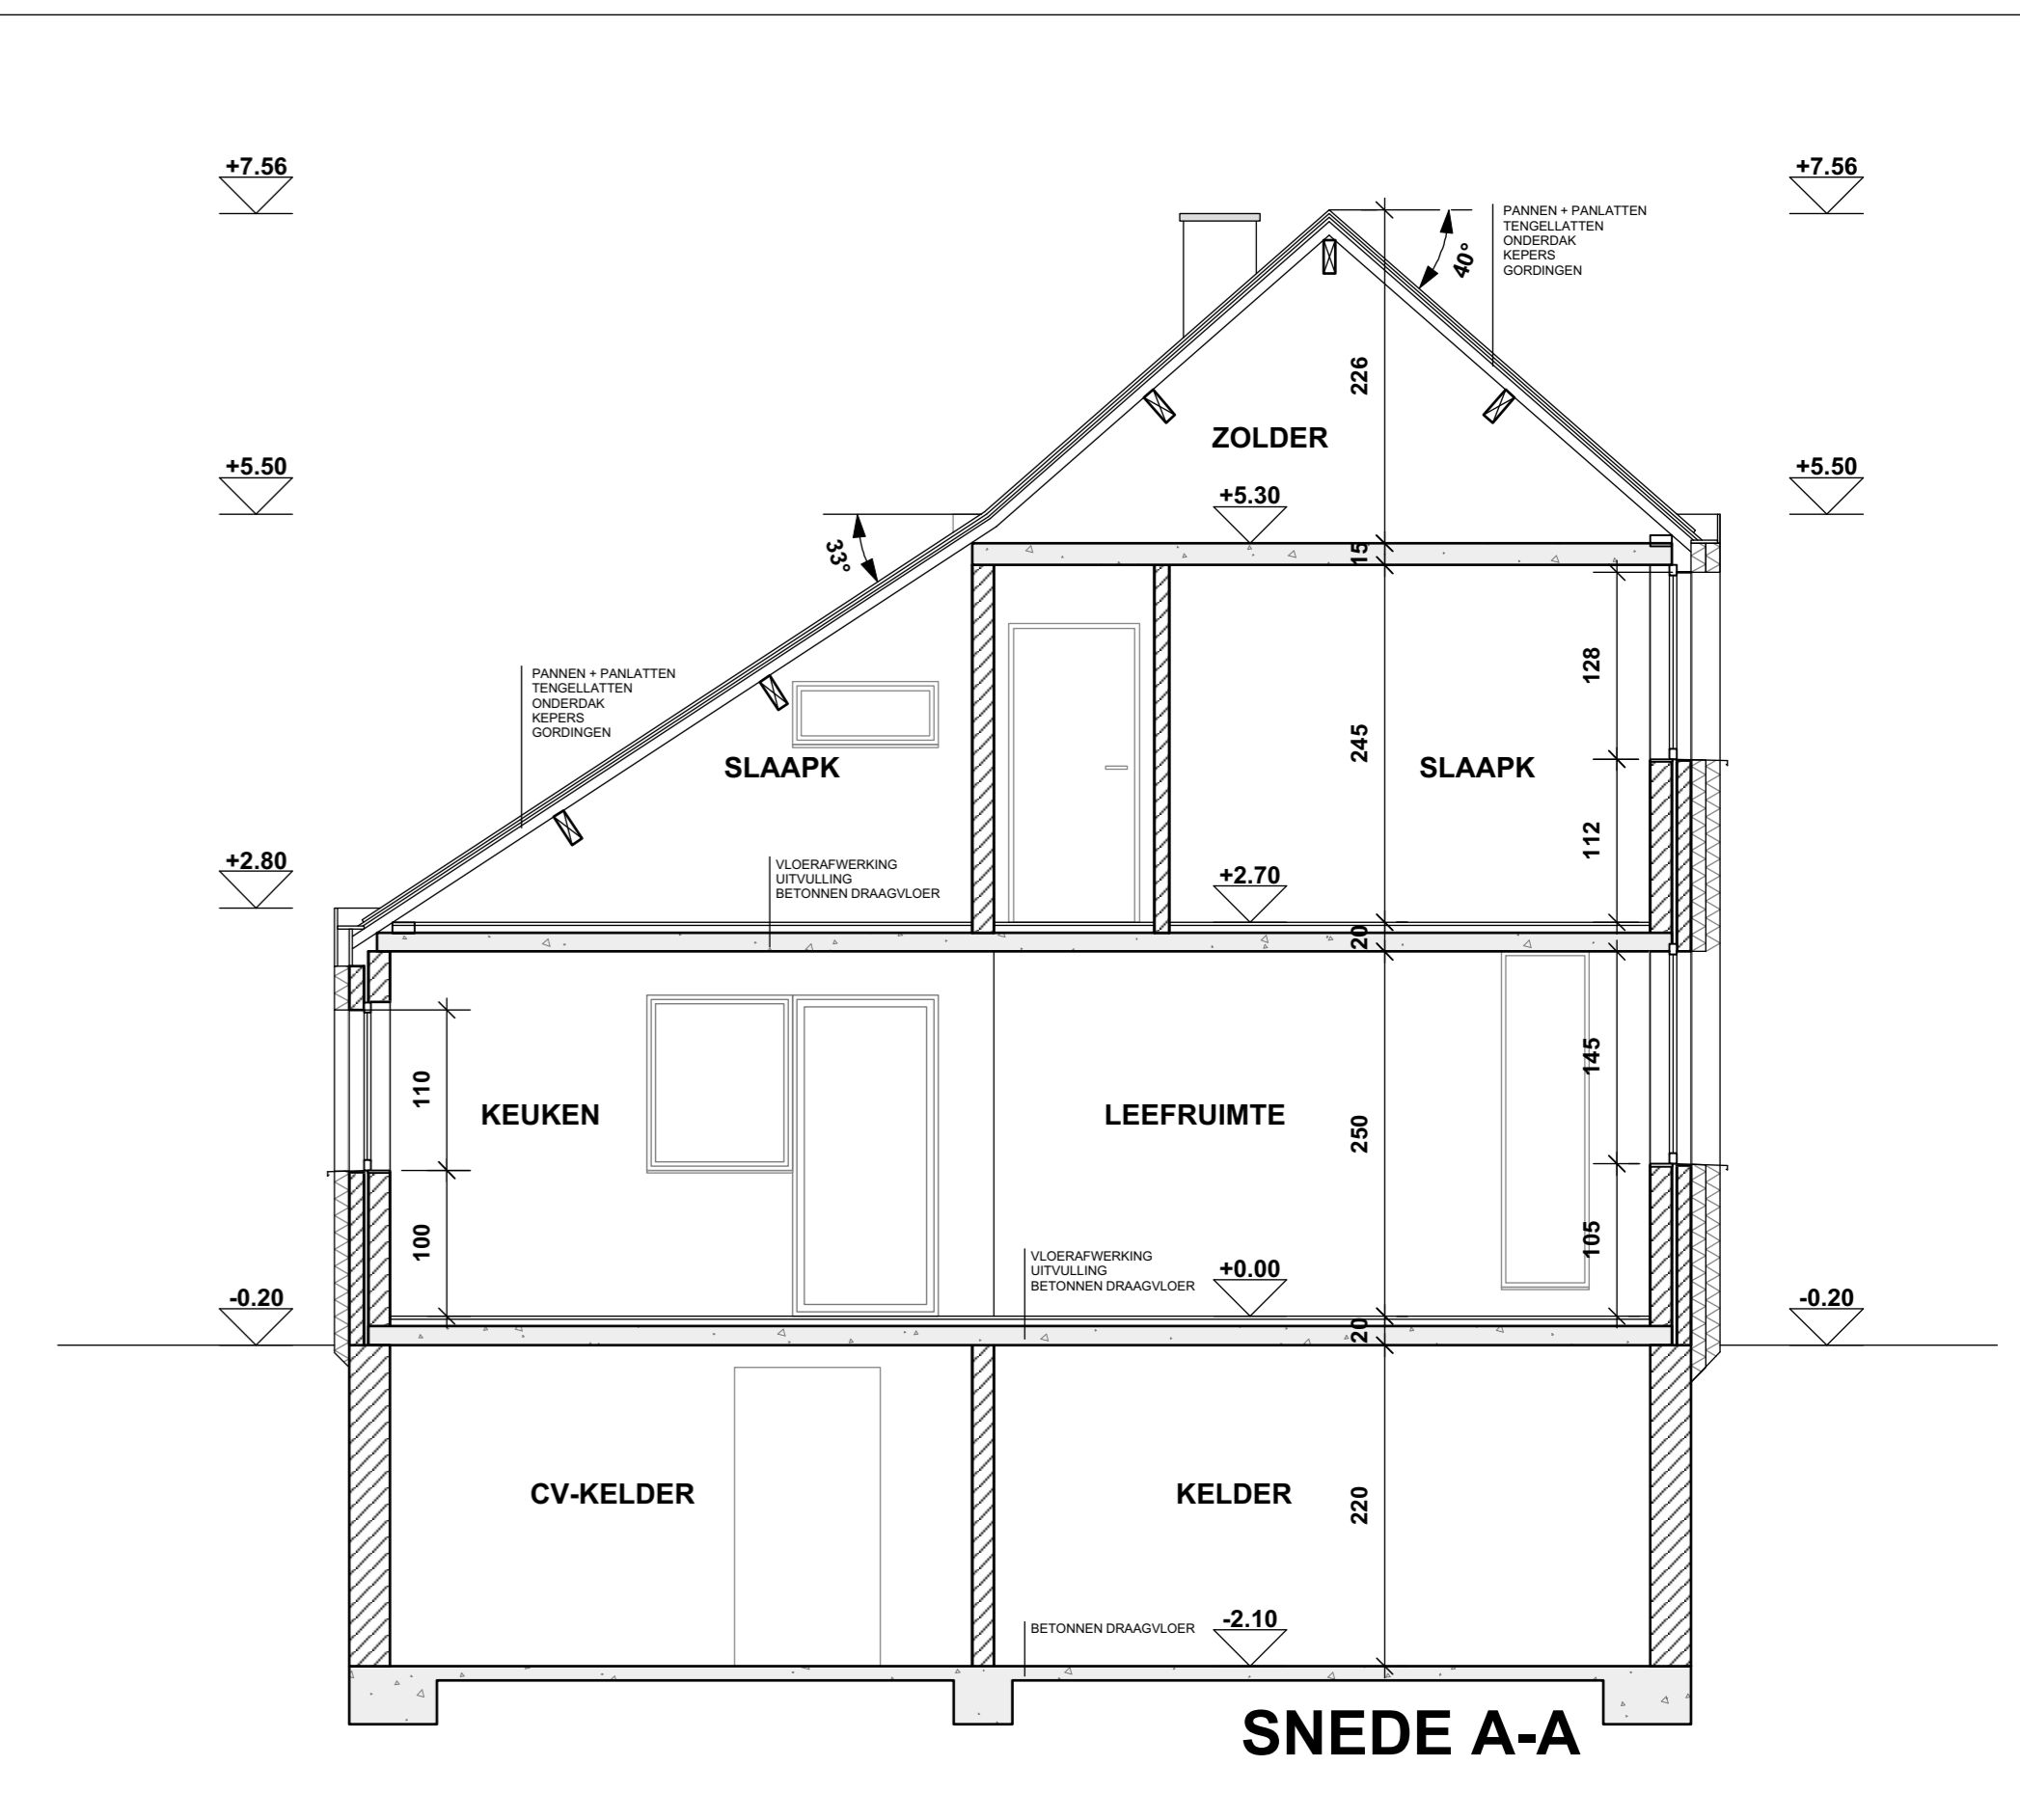 +7.56
+7.56
PANNEN + PANLATTEN
TENGELLATTEN
ONDERDAK
KEPERS
GORDINGEN
40°
226
ZOLDER
+5.50
+5.30
+5.50
33°
15
PANNEN + PANLATTEN
TENGELLATTEN
ONDERDAK
KEPERS
GORDINGEN
128
245
SLAAPK
SLAAPK
112
+2.80
VLOERAFWERKING
UITVULLING
BETONNEN DRAAGVLOER
+2.70
20
145
110
KEUKEN
LEEFRUIMTE
250
100
105
VLOERAFWERKING
UITVULLING
BETONNEN DRAAGVLOER
+0.00
-0.20
-0.20
20
CV-KELDER
KELDER
220
BETONNEN DRAAGVLOER
-2.10
SNEDE A-A